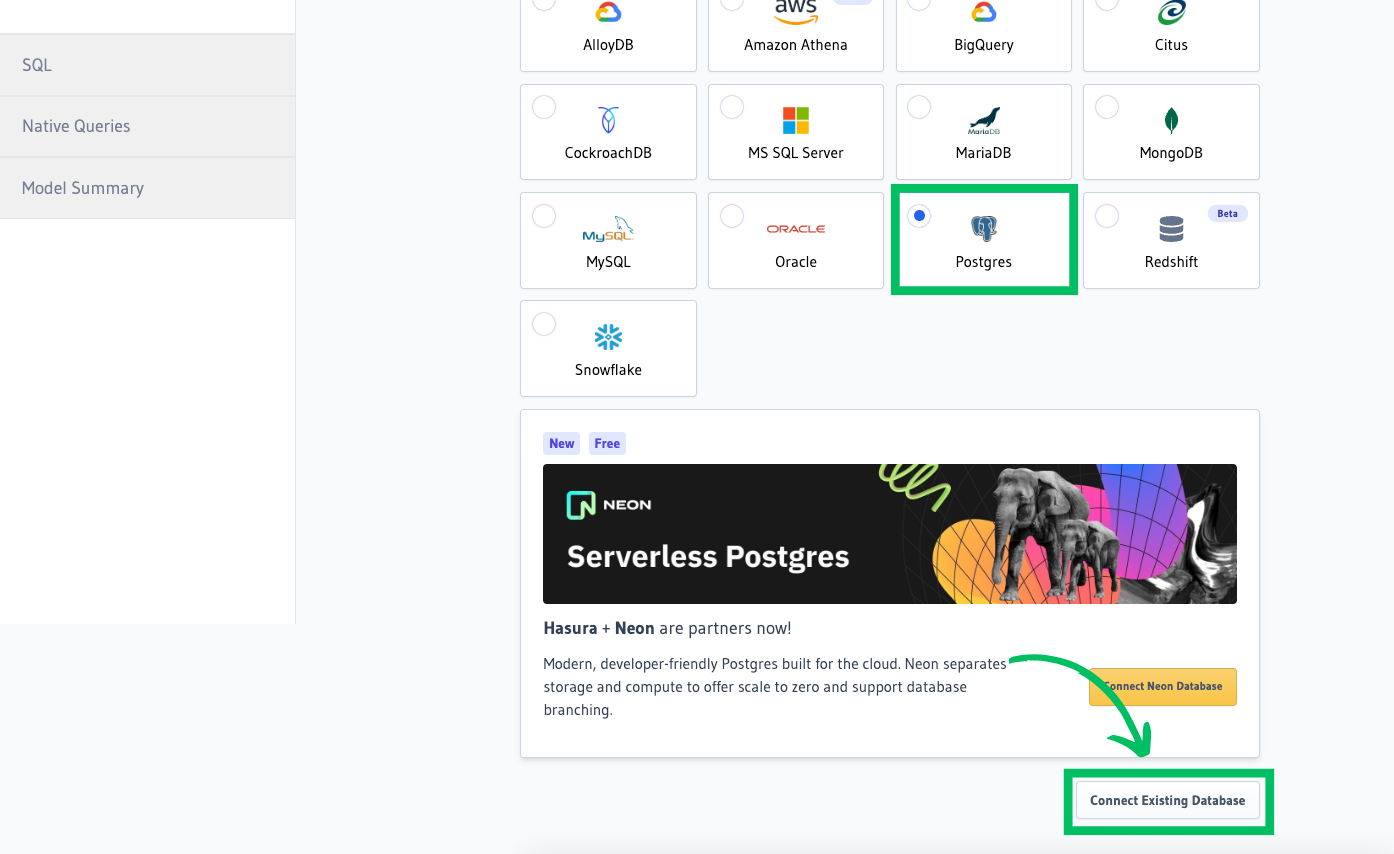 SQL
Native Queries
Model Summary
aws
AlloyDB
Amazon Athena
BigQuery
Citus
MariaDB
CockroachDB
MS SQL Server
MariaDB
MongoDB
Beta
MySQL
ORACLE
MySQL
Oracle
Postgres
Redshift
Snowflake
New Free
NEON
Serverless Postgres
Hasura + Neon are partners now!
Modern, developer-friendly Postgres built for the cloud. Neon separates
storage and compute to offer scale to zero and support database
branching.
Connect Neon Database
Connect Existing Database